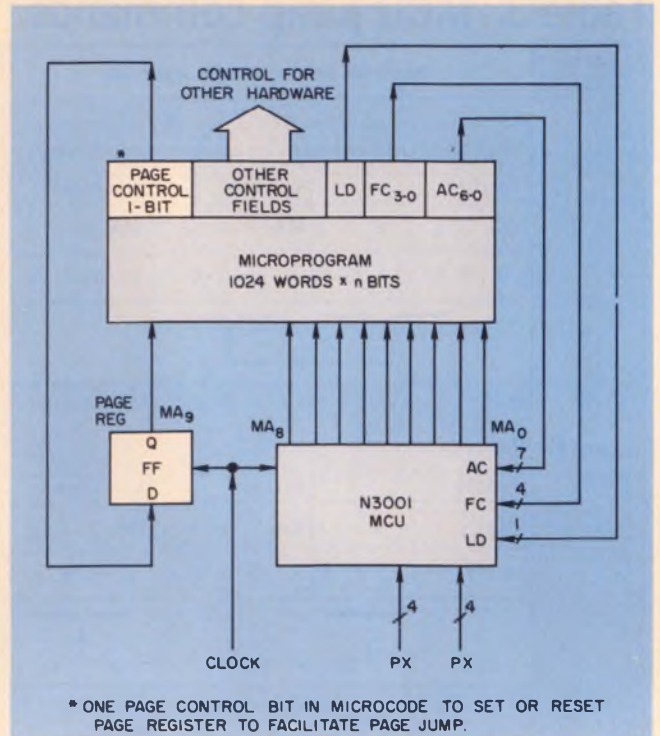 CONTROL FOR
OTHER HARDWARE
*
PAGE
CONTROL
1-BIT
OTHER
CONTROL
FIELDS
LD
FC3-0
AC6-0
MICROPROGRAM
1024 WORDS x n BITS
PAGE
REG
MA9
MA8
MA0
Q
FF
D
N3001
MCU
AC
FC
LD
7
4
1
4
4
CLOCK
PX
PX
* ONE PAGE CONTROL BIT IN MICROCODE TO SET OR RESET
PAGE REGISTER TO FACILITATE PAGE JUMP.